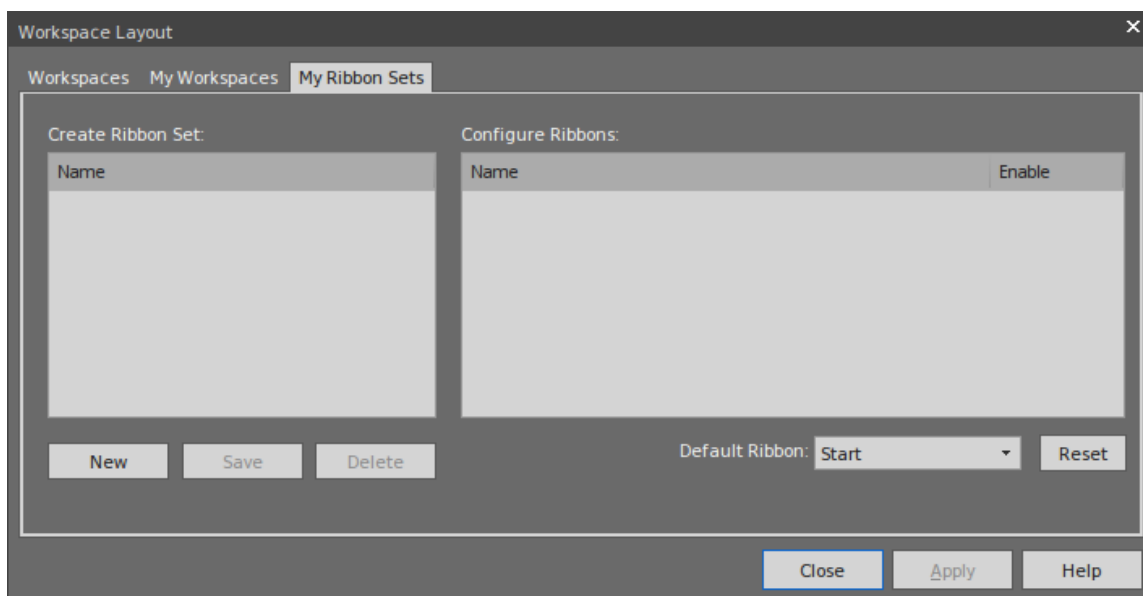 Workspace Layout
Workspaces My Workspaces My Ribbon Sets
Create Ribbon Set:
Configure Ribbons:
Name
Name Enable
New Save Delete
Default Ribbon: Start Reset
Close Apply Help